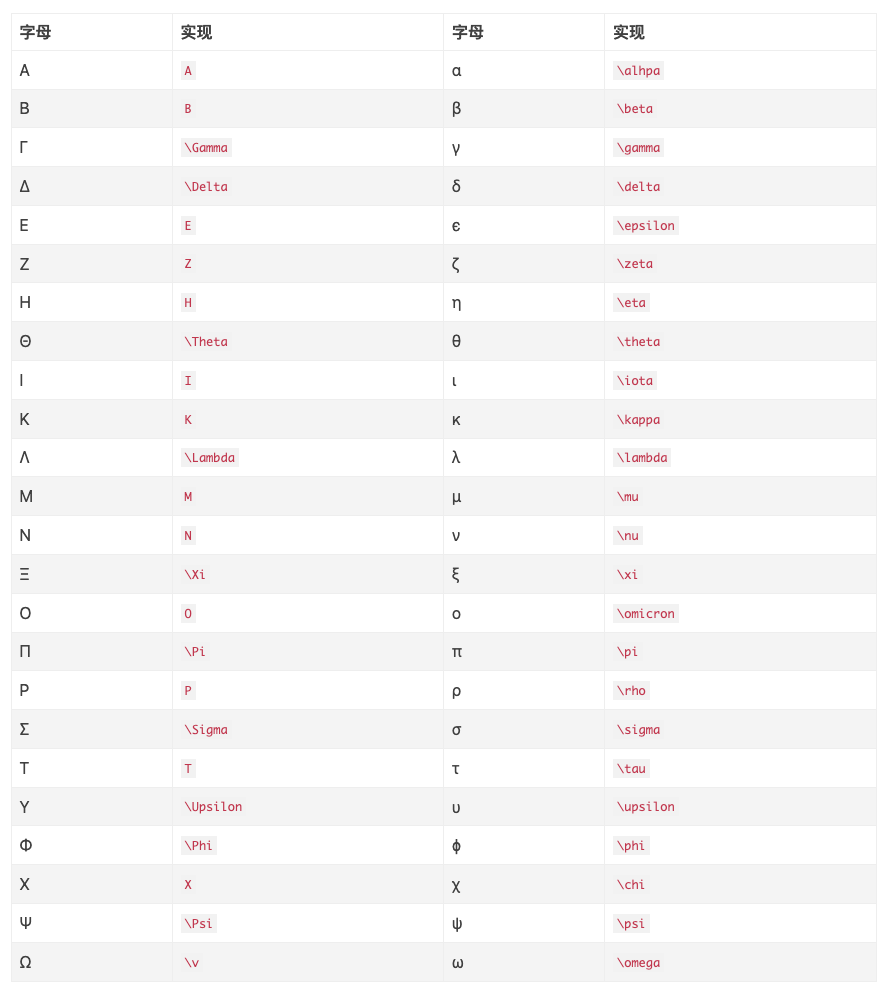 字母 实现 字母 实现
Α A α \alhpa
Β B β \beta
Γ \Gamma γ \gamma
Δ \Delta δ \delta
Ε E ϵ \epsilon
Ζ Z ζ \zeta
Η H η \eta
Θ \Theta θ \theta
Ι I ι \iota
Κ K κ \kappa
Λ \Lambda λ \lambda
Μ M μ \mu
Ν N ν \nu
Ξ \Xi ξ \xi
Ο O ο \omicron
Π \Pi π \pi
Ρ P ρ \rho
Σ \Sigma σ \sigma
Τ T τ \tau
Υ \Upsilon υ \upsilon
Φ \Phi ϕ \phi
Χ X χ \chi
Ψ \Psi ψ \psi
Ω \v ω \omega